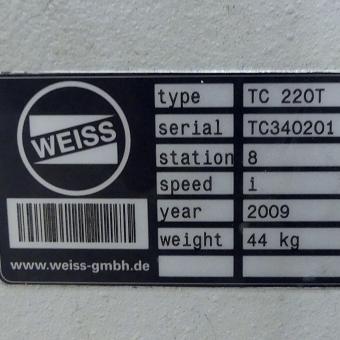 WEISS
type TC 220T
serial TC340201
station 8
speed i
year 2009
weight 44 kg
www.weiss-gmbh.de